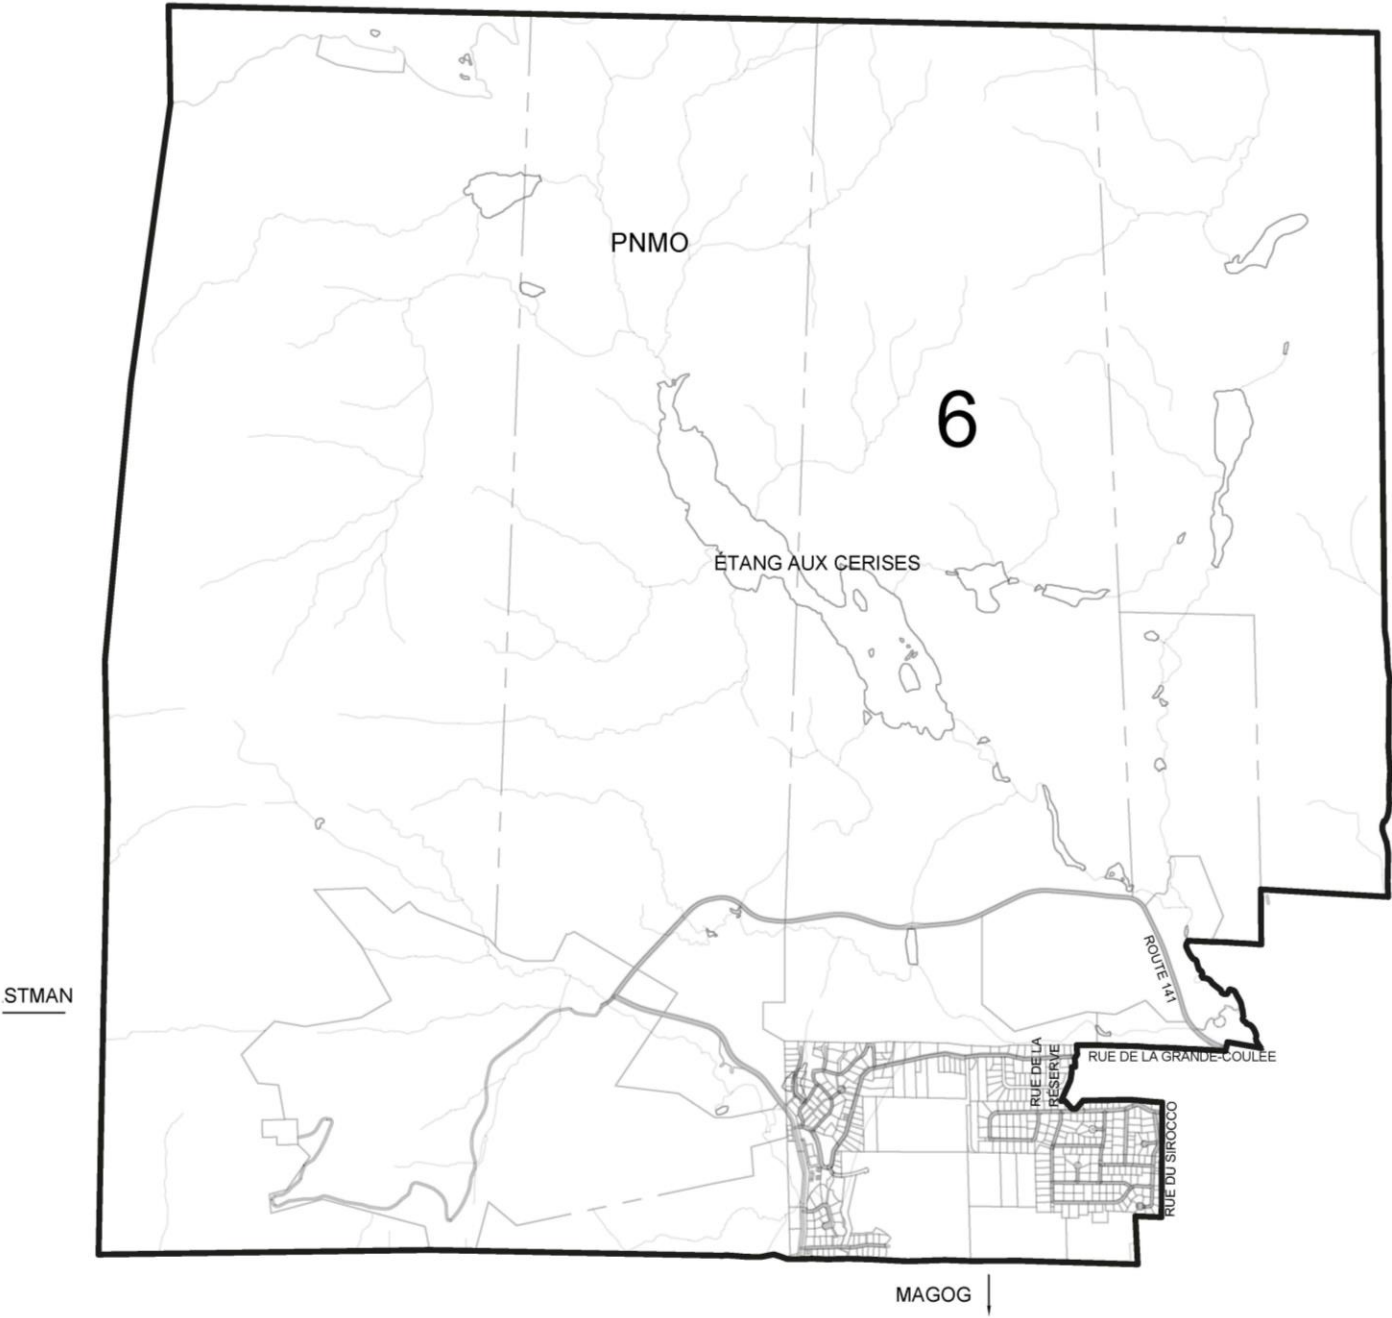 PNMO
6
ÉTANG AUX CERISES
ROUTE 141
STMAN
RUE DE LA
RÉSERVE
RUE DE LA GRANDE-COULÉE
RUE DU SIROCCO
MAGOG